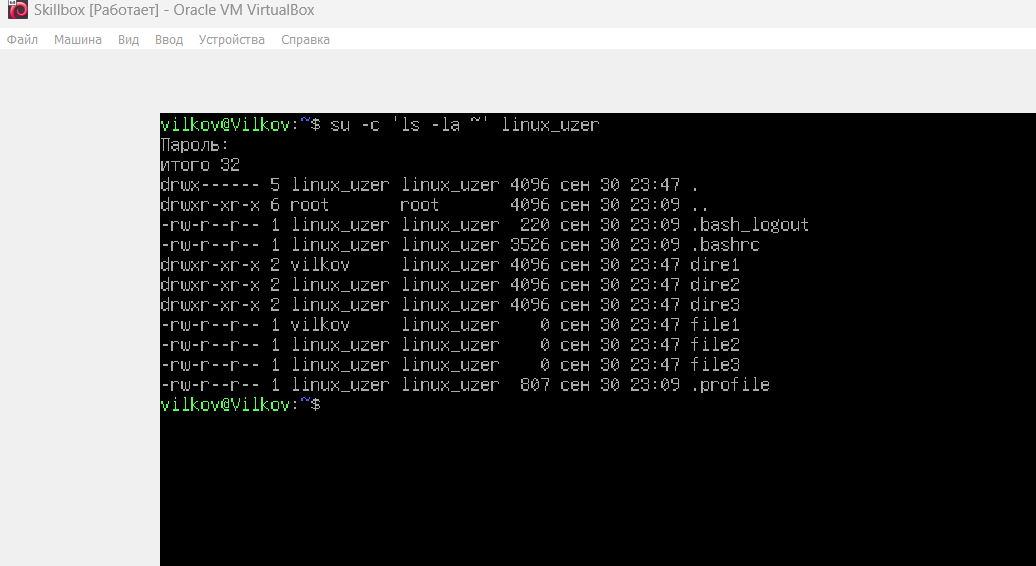 Skillbox [Работает] - Oracle VM VirtualBox
Файл Машина Вид Ввод Устройства Справка
vilkov@Vilkov:~$ su -c 'ls -la ~' linux_uzer
Пароль:
итого 32
drwx------ 5 linux_uzer linux_uzer 4096 сен 30 23:47 .
drwxr-xr-x 6 root root 4096 сен 30 23:09 ..
-rw-r--r-- 1 linux_uzer linux_uzer 220 сен 30 23:09 .bash_logout
-rw-r--r-- 1 linux_uzer linux_uzer 3526 сен 30 23:09 .bashrc
drwxr-xr-x 2 vilkov linux_uzer 4096 сен 30 23:47 dire1
drwxr-xr-x 2 linux_uzer linux_uzer 4096 сен 30 23:47 dire2
drwxr-xr-x 2 linux_uzer linux_uzer 4096 сен 30 23:47 dire3
-rw-r--r-- 1 vilkov linux_uzer 0 сен 30 23:47 file1
-rw-r--r-- 1 linux_uzer linux_uzer 0 сен 30 23:47 file2
-rw-r--r-- 1 linux_uzer linux_uzer 0 сен 30 23:47 file3
-rw-r--r-- 1 linux_uzer linux_uzer 807 сен 30 23:09 .profile
vilkov@Vilkov:~$